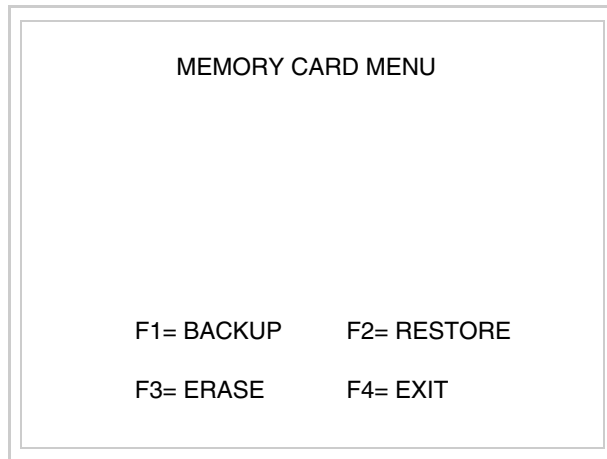 MEMORY CARD MENU
F1= BACKUP F2= RESTORE
F3= ERASE F4= EXIT